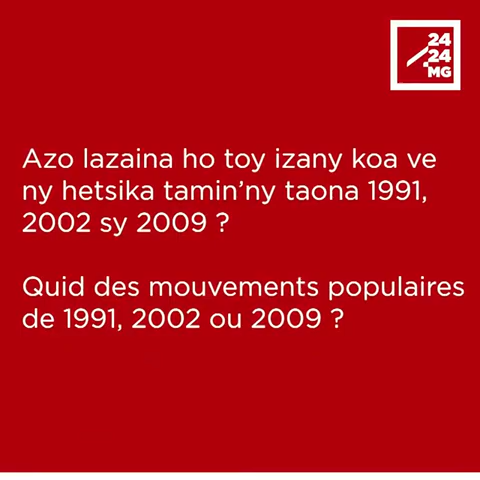 24
24
MG
Azo lazaina ho toy izany koa ve
ny hetsika tamin’ny taona 1991,
2002 sy 2009 ?
Quid des mouvements populaires
de 1991, 2002 ou 2009 ?